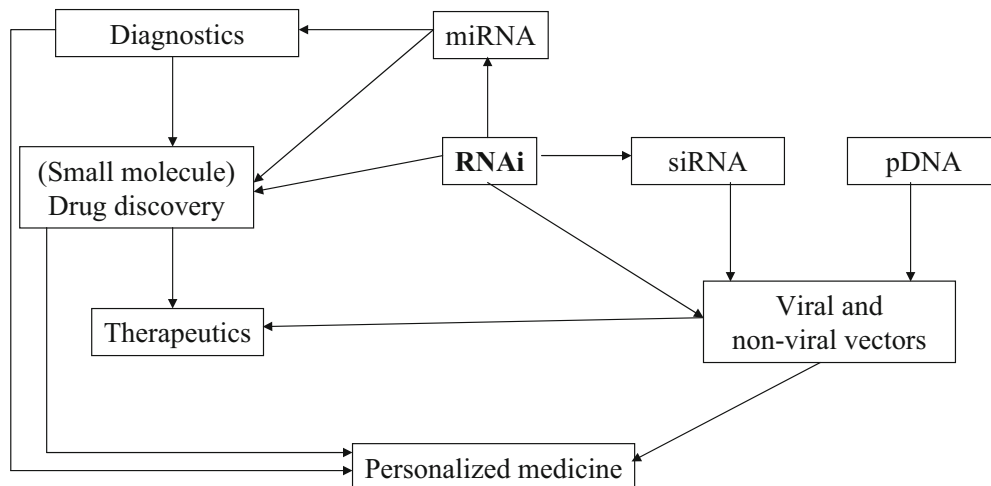 Diagnostics
miRNA
(Small molecule)
Drug discovery
RNAi
siRNA
pDNA
Therapeutics
Viral and
non-viral vectors
Personalized medicine